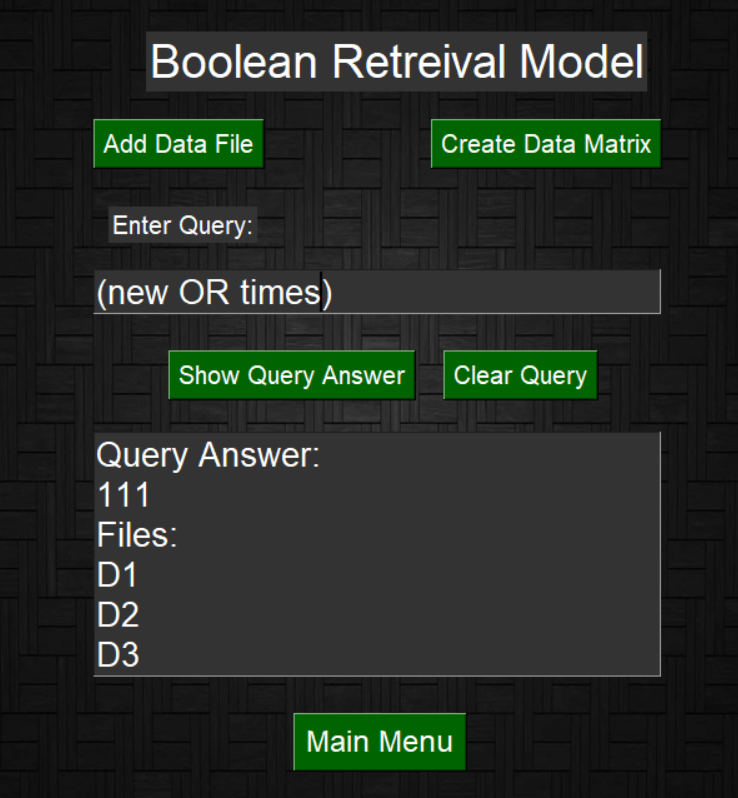 Boolean Retreival Model
Add Data File
Create Data Matrix
Enter Query:
(new OR times)
Show Query Answer
Clear Query
Query Answer:
111
Files:
D1
D2
D3
Main Menu